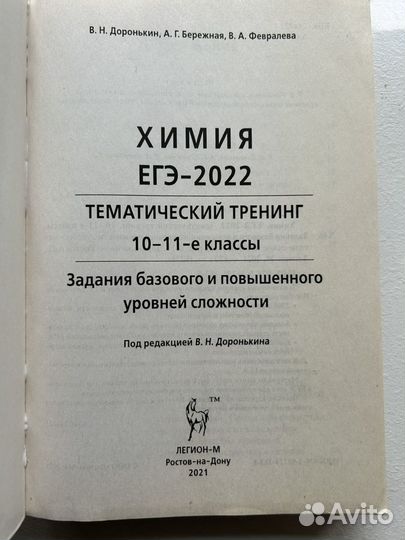 В. Н. Доронькин, А. Г. Бережная, В. А. Февралева
ХИМИЯ
ЕГЭ–2022
ТЕМАТИЧЕСКИЙ ТРЕНИНГ
10–11-е классы
Задания базового и повышенного
уровней сложности
Под редакцией В. Н. Доронькина
TM
ЛЕГИОН-М
Ростов-на-Дону
2021
Avito